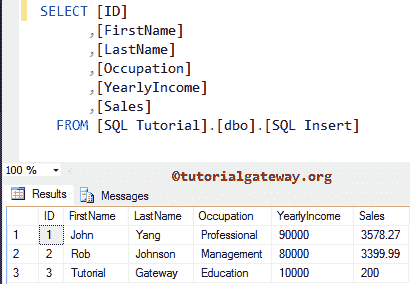 SELECT [ID]
,[FirstName]
,[LastName]
,[Occupation]
,[YearlyIncome]
,[Sales]
FROM [SQL Tutorial].[dbo].[SQL Insert]
100 %
©tutorialgateway.org
Results Messages
ID FirstName LastName Occupation YearlyIncome Sales
1 1 John Yang Professional 90000 3578.27
2 2 Rob Johnson Management 80000 3399.99
3 3 Tutorial Gateway Education 10000 200